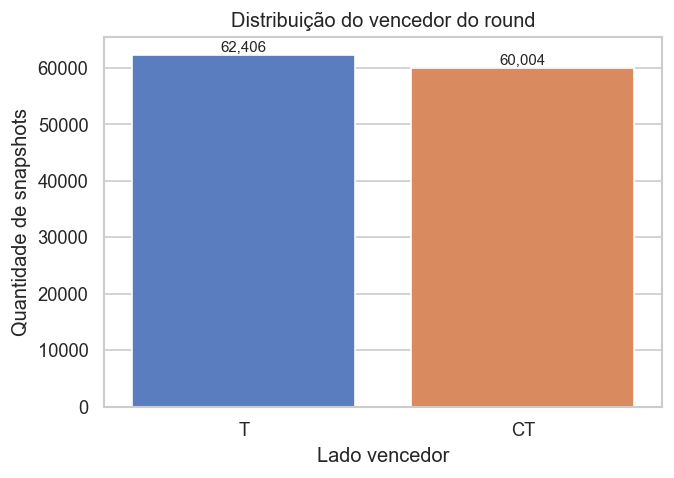 Distribuição do vencedor do round
62,406
60,004
60000
50000
40000
30000
20000
10000
0
Quantidade de snapshots
T
CT
Lado vencedor